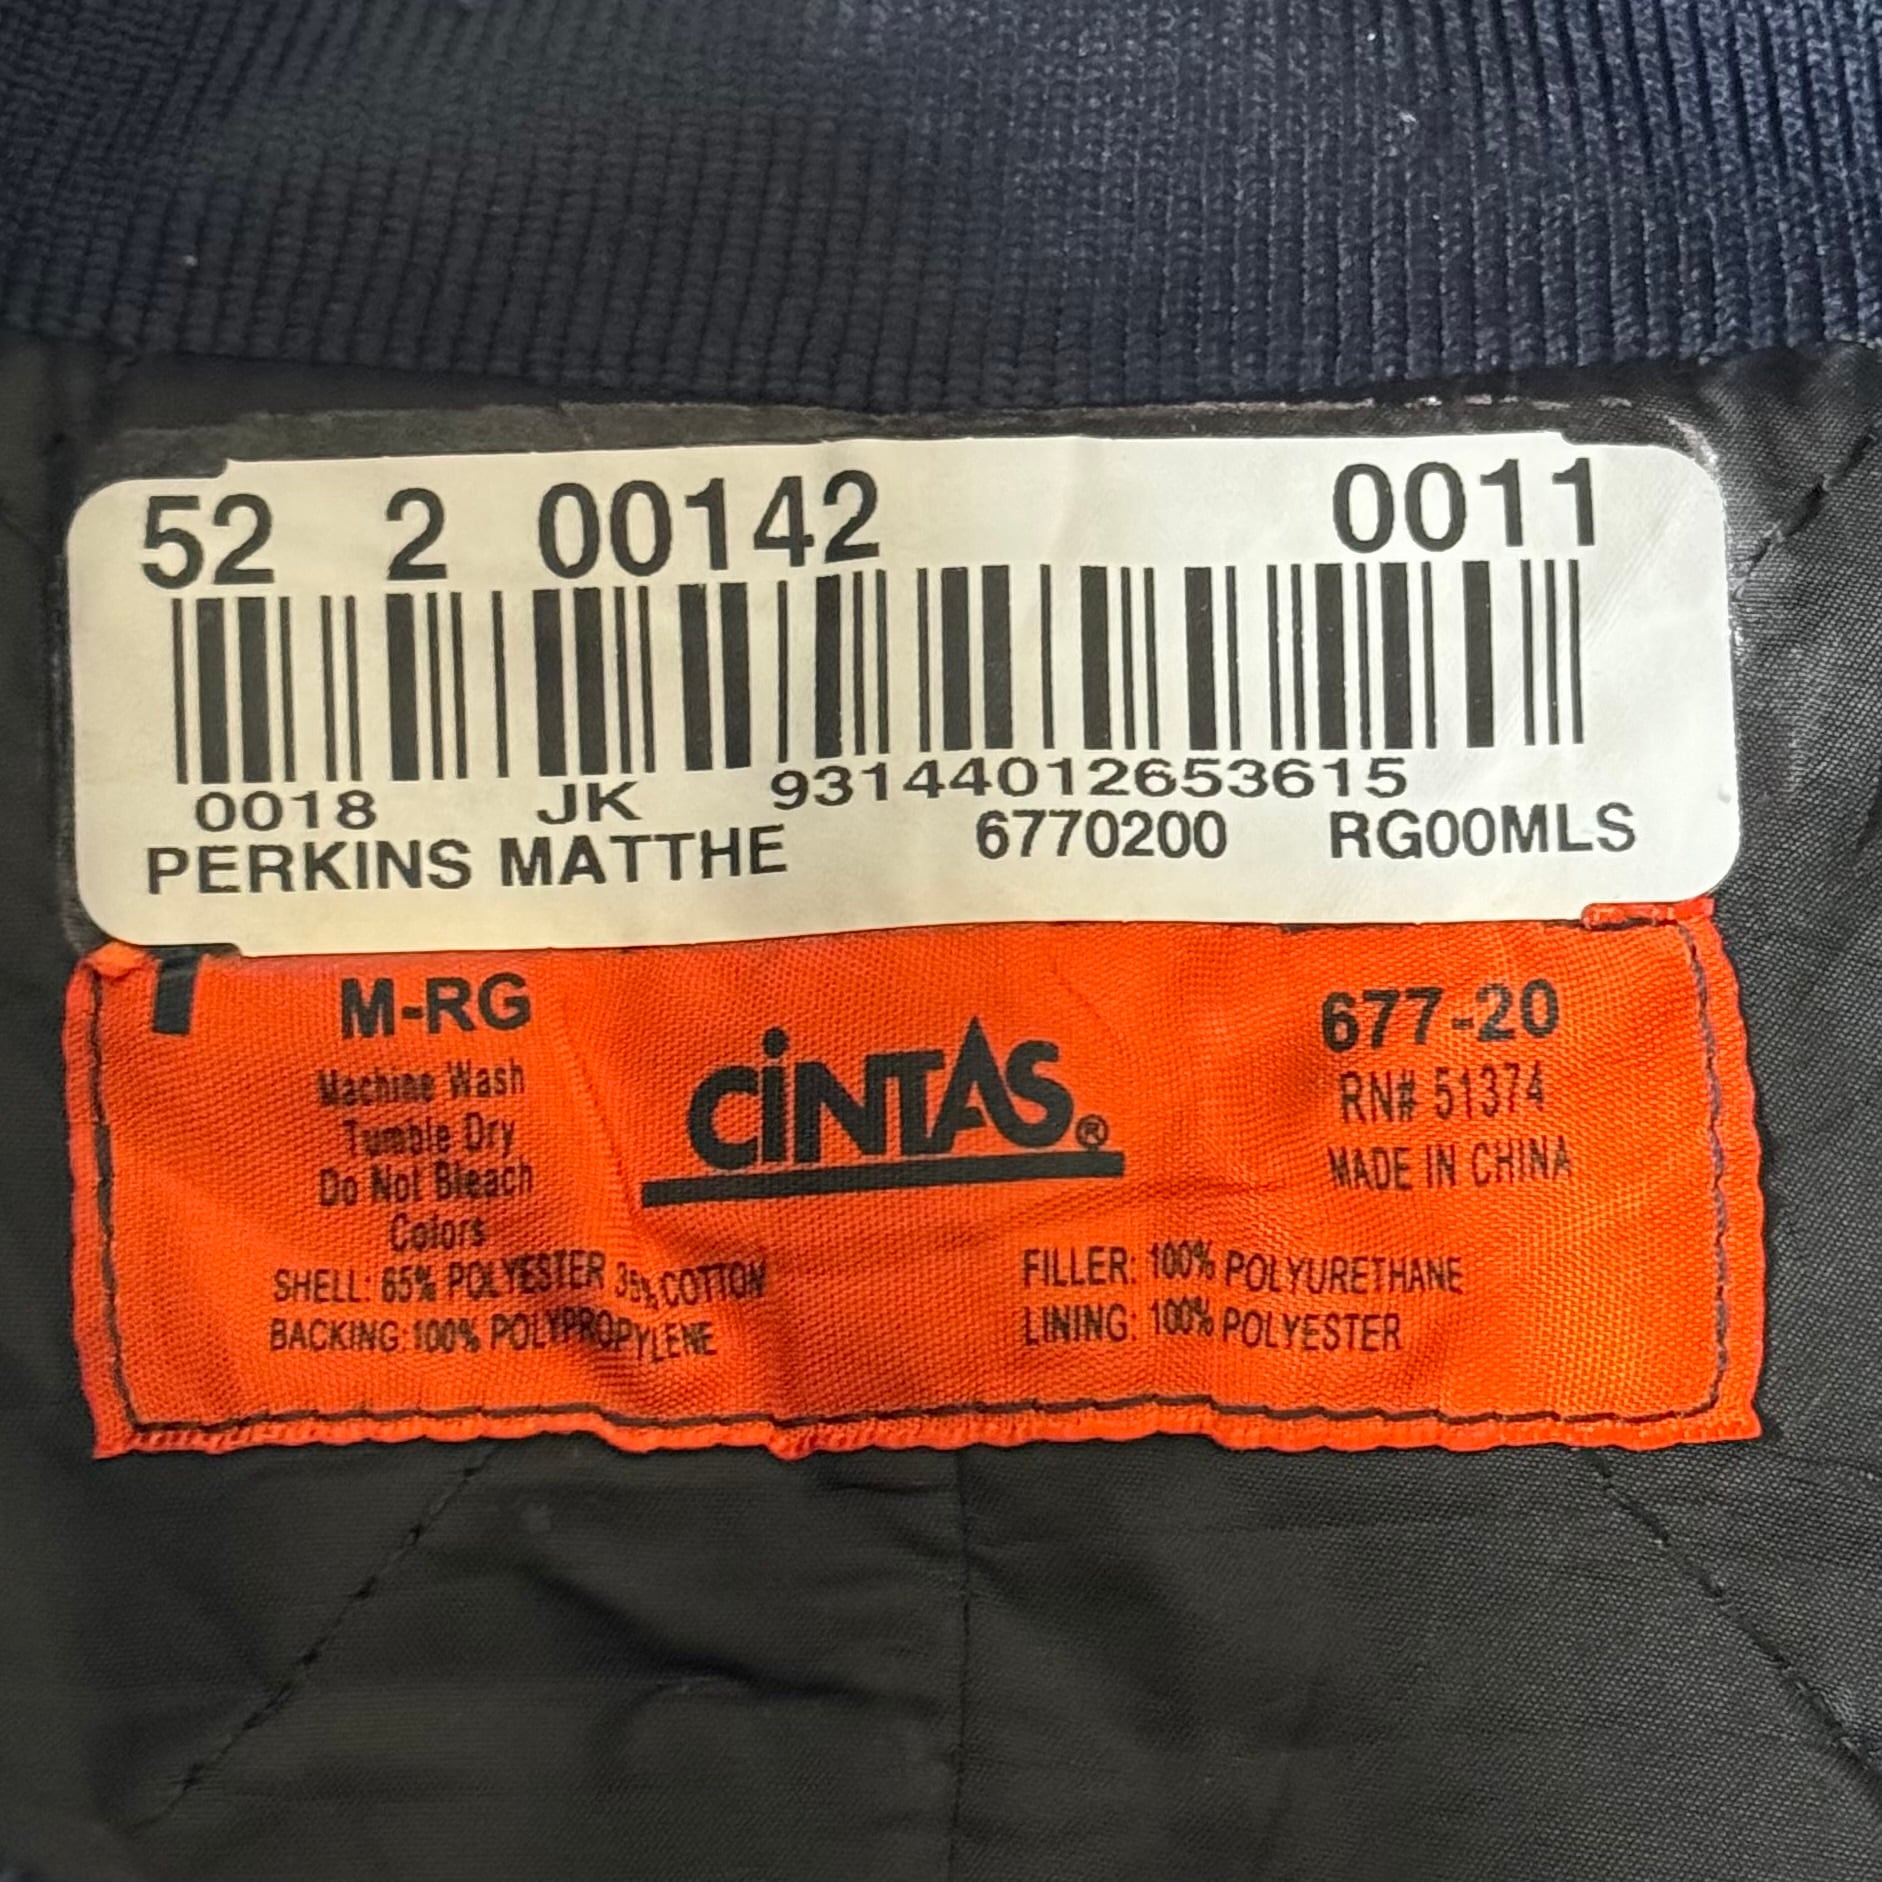 52 2 00142 0011
93144012653615
0018 JK
PERKINS MATTHE 6770200 RG00MLS
M-RG
Machine Wash
Tumble Dry
Do Not Bleach
Colors
CiNTAS®
677-20
RN# 51374
MADE IN CHINA
SHELL: 65% POLYESTER 35% COTTON
BACKING: 100% POLYPROPYLENE
FILLER: 100% POLYURETHANE
LINING: 100% POLYESTER